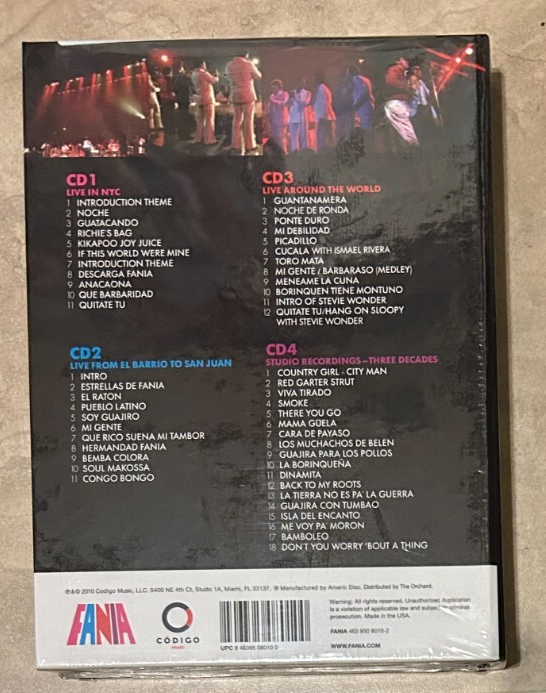 CD1
LIVE IN NYC
1 INTRODUCTION THEME
2 NOCHE
3 GUATACANDO
4 RICHIE'S BAG
5 KIKAPOO JOY JUICE
6 IF THIS WORLD WERE MINE
7 INTRODUCTION THEME
8 DESCARGA FANIA
9 ANACAONA
10 QUE BARBARIDAD
11 QUITATE TU
CD2
LIVE FROM EL BARRIO TO SAN JUAN
1 INTRO
2 ESTRELLAS DE FANIA
3 EL RATON
4 PUEBLO LATINO
5 SOY GUAJIRO
6 MI GENTE
7 QUE RICO SUENA MI TAMBOR
8 HERMANDAD FANIA
9 BEMBA COLORA
10 SOUL MAKOSSA
11 CONGO BONGO
CD3
LIVE AROUND THE WORLD
1 GUANTANAMERA
2 NOCHE DE RONDA
3 PONTE DURO
4 MI DEBILIDAD
5 PICADILLO
6 CUCALA WITH ISMAEL RIVERA
7 TORO MATA
8 MI GENTE / BARBARASO (MEDLEY)
9 MENEAME LA CUNA
10 BORINQUEN TIENE MONTUNO
11 INTRO OF STEVIE WONDER
12 QUITATE TU/HANG ON SLOOPY
WITH STEVIE WONDER
CD4
STUDIO RECORDINGS – THREE DECADES
1 COUNTRY GIRL - CITY MAN
2 RED GARTER STRUT
3 VIVA TIRADO
4 SMOKE
5 THERE YOU GO
6 MAMA GÜELA
7 CARA DE PAYASO
8 LOS MUCHACHOS DE BELEN
9 GUAJIRA PARA LOS POLLOS
10 LA BORINQUEÑA
11 DINAMITA
12 BACK TO MY ROOTS
13 LA TIERRA NO ES PA' LA GUERRA
14 GUAJIRA CON TUMBAO
15 ISLA DEL ENCANTO
16 ME VOY PA' MORON
17 BAMBOLEO
18 DON'T YOU WORRY 'BOUT A THING
℗ & © 2010 Codigo Music, LLC. 5400 NE 4th Ct, Studio 1A, Miami, FL 33137. ® Manufactured by Americ Disc. Distributed by The Orchard.
Warning: All rights reserved. Unauthorized duplication
is a violation of applicable law and subject to criminal
prosecution. Made in the USA.
FANIA
CÓDIGO
music
UPC 8 46395 08010 0
FANIA 463 950 8010-2
WWW.FANIA.COM